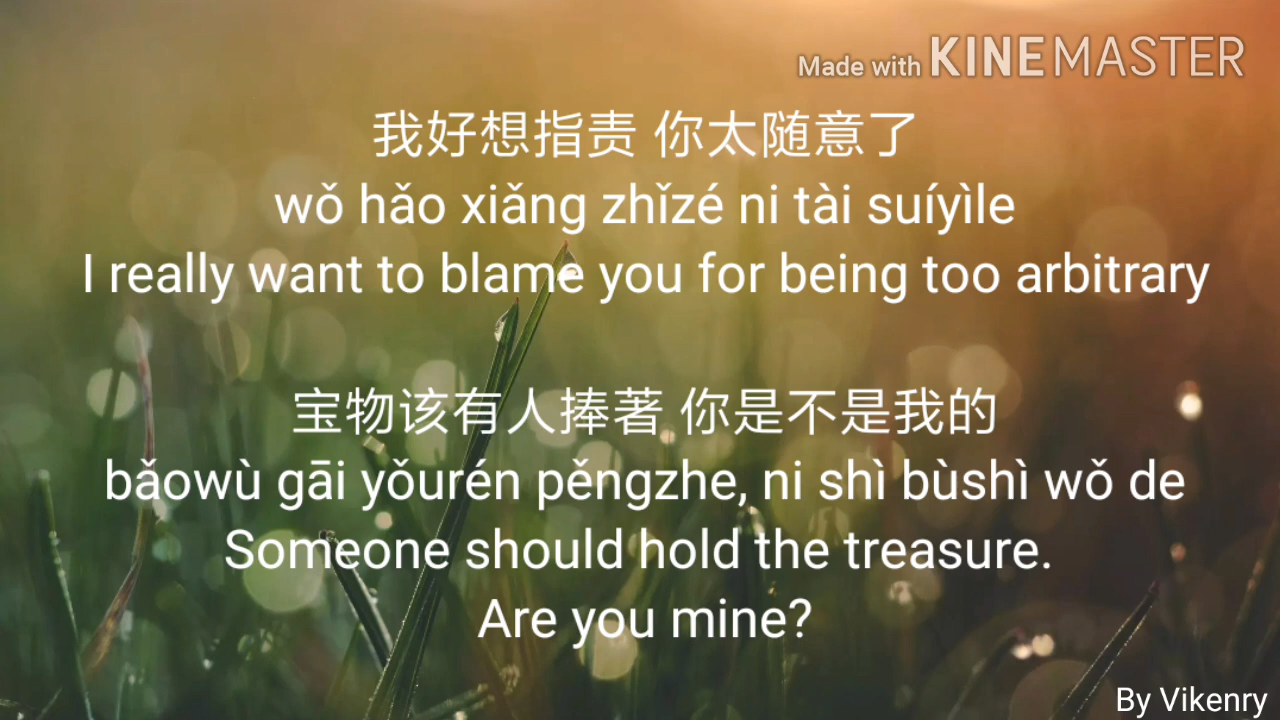 Made with KINEMASTER
我好想指责 你太随意了
wǒ hǎo xiǎng zhǐzé ni tài suíyìle
I really want to blame you for being too arbitrary
宝物该有人捧著 你是不是我的
bǎowù gāi yǒurén pěngzhe, ni shì bùshì wǒ de
Someone should hold the treasure.
Are you mine?
By Vikenry